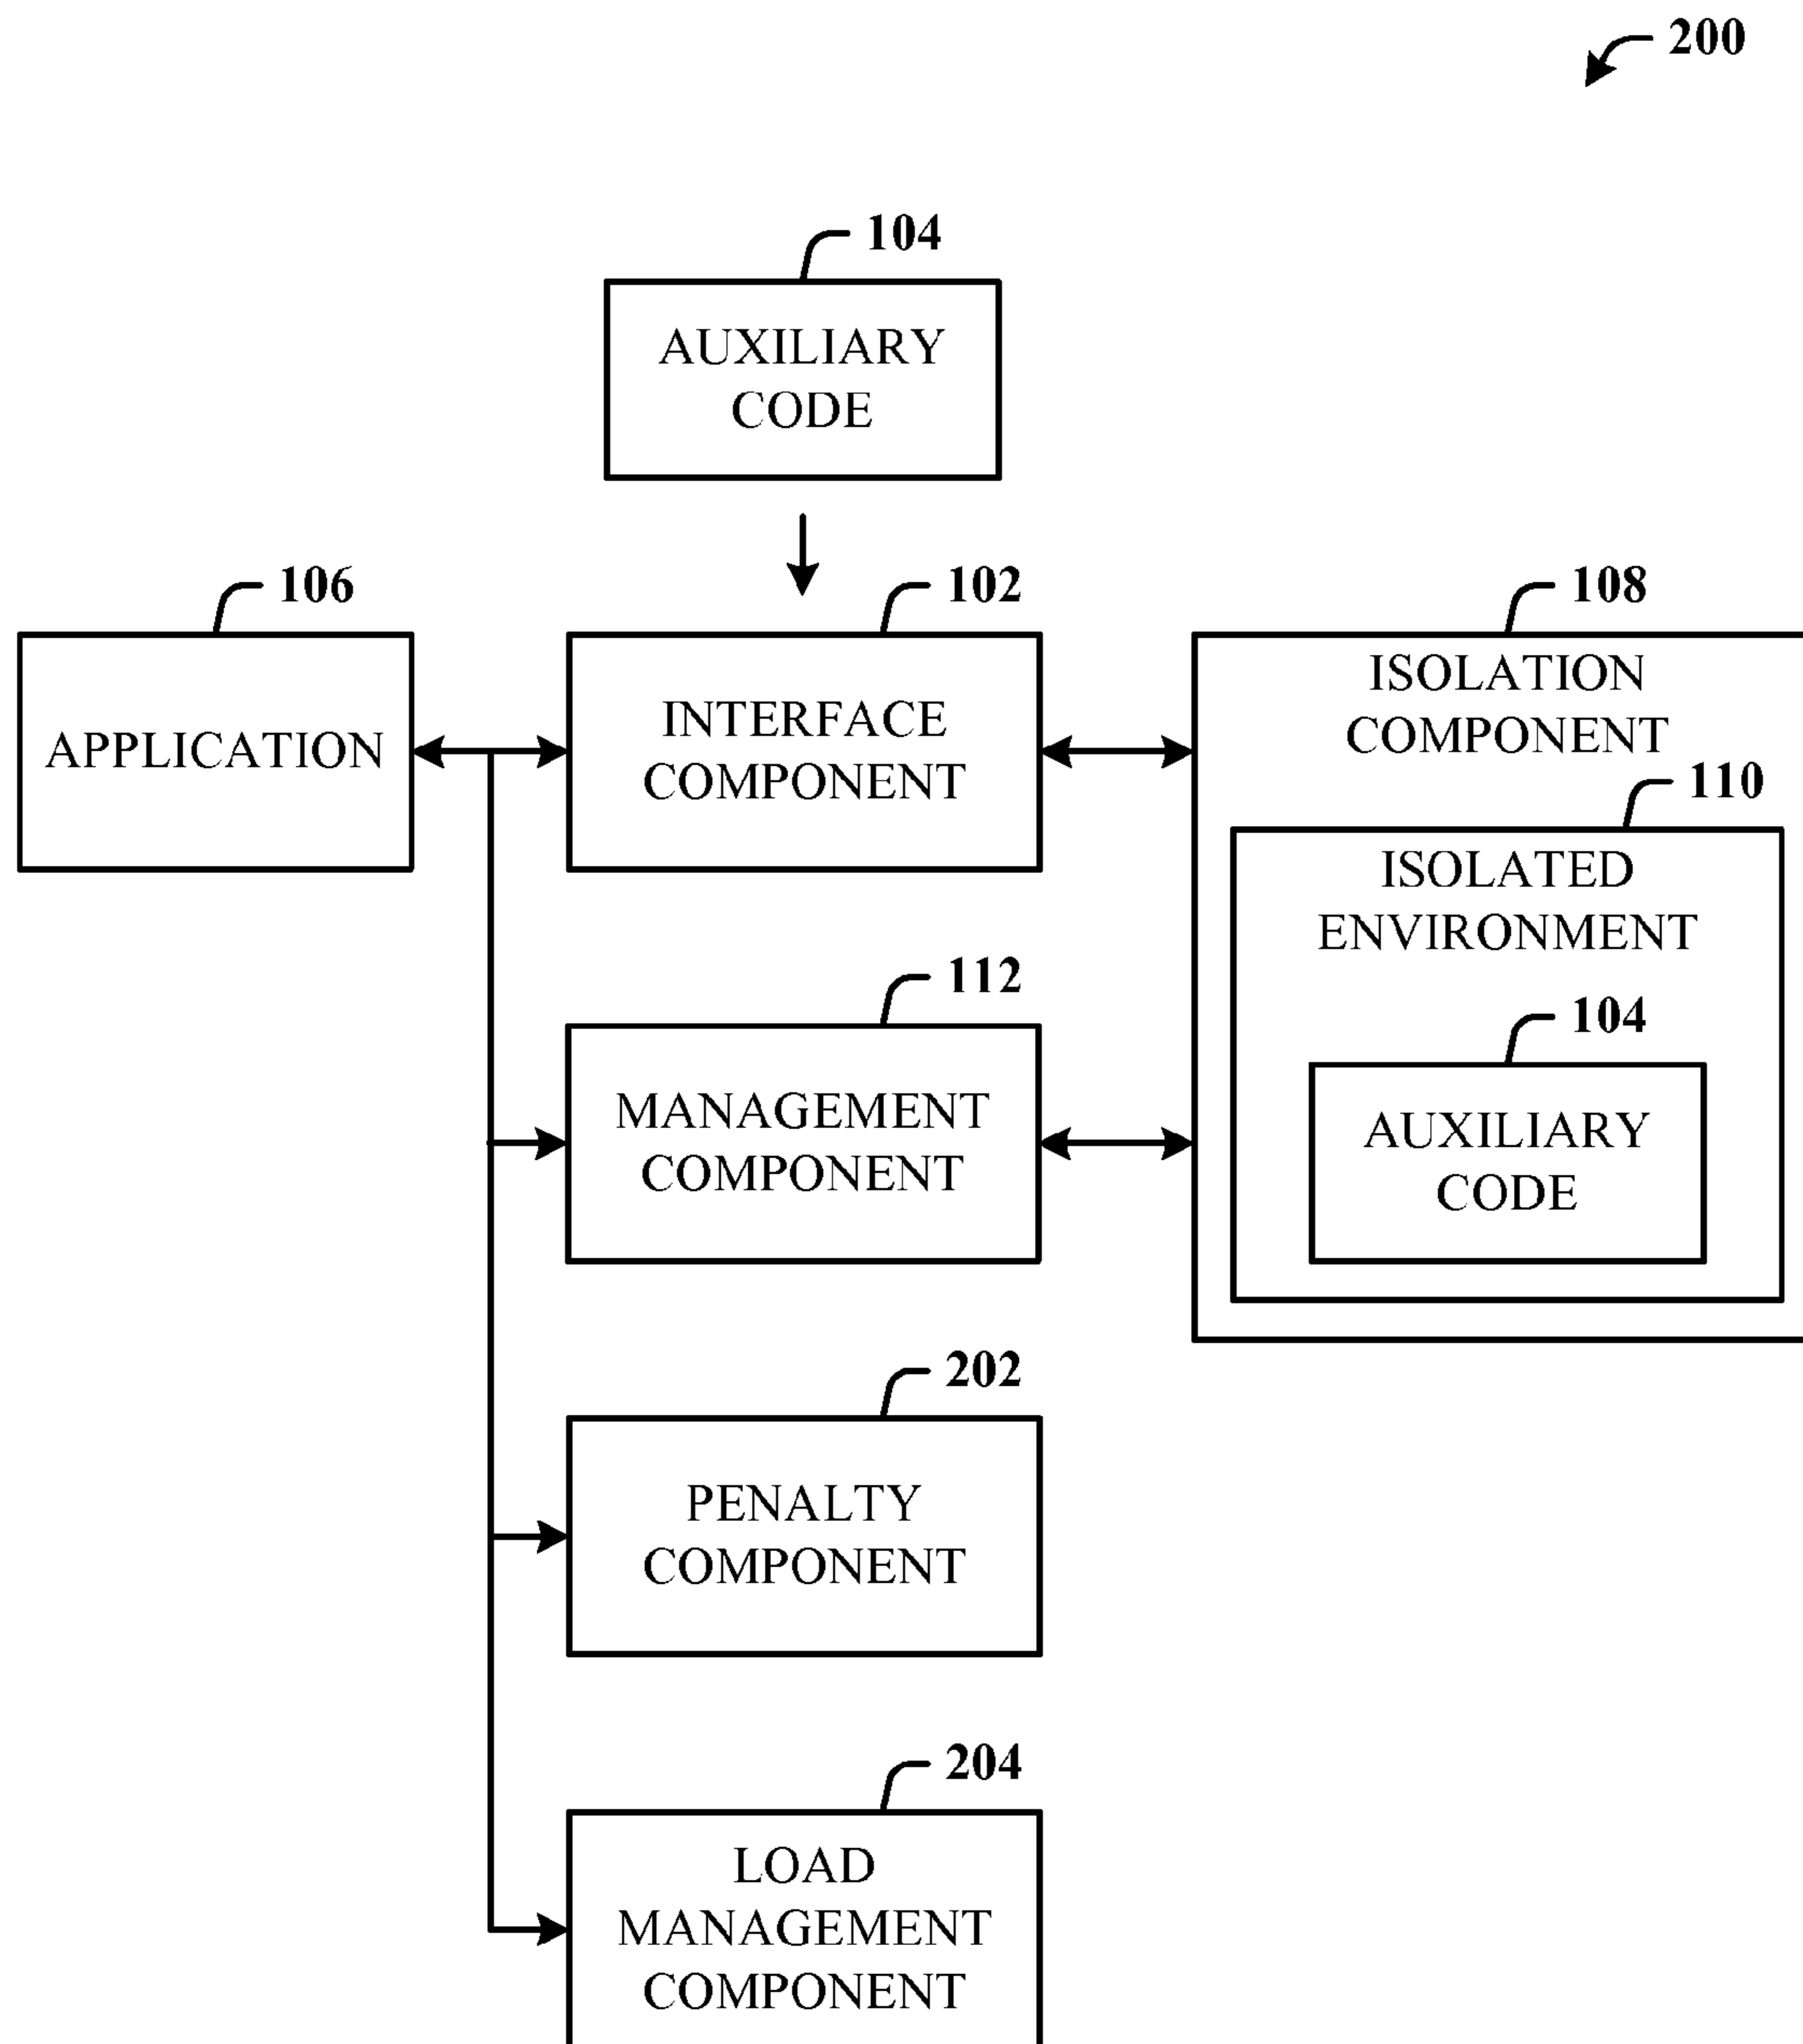 200
104
AUXILIARY
CODE
106
102
108
APPLICATION
INTERFACE
COMPONENT
ISOLATION
COMPONENT
110
ISOLATED
ENVIRONMENT
112
104
MANAGEMENT
COMPONENT
AUXILIARY
CODE
202
PENALTY
COMPONENT
204
LOAD
MANAGEMENT
COMPONENT